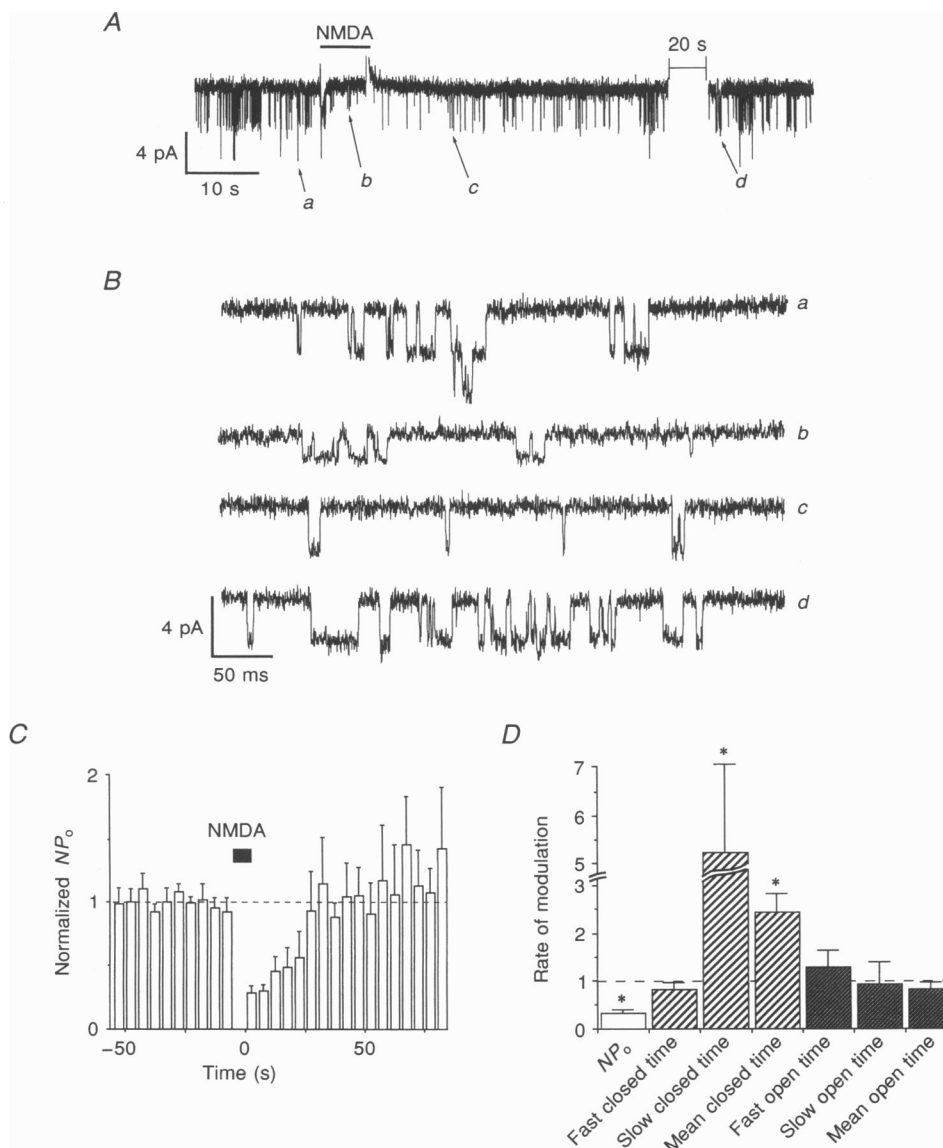 A
NMDA
20 s
4 pA
10 s
a
b
c
d
B
a
b
c
d
4 pA
50 ms
C
2
1
0
Normalized NPo
NMDA
−50
0
50
Time (s)
D
7
6
5
3
2
1
0
Rate of modulation
*
*
*
NPo
Fast closed time
Slow closed time
Mean closed time
Fast open time
Slow open time
Mean open time